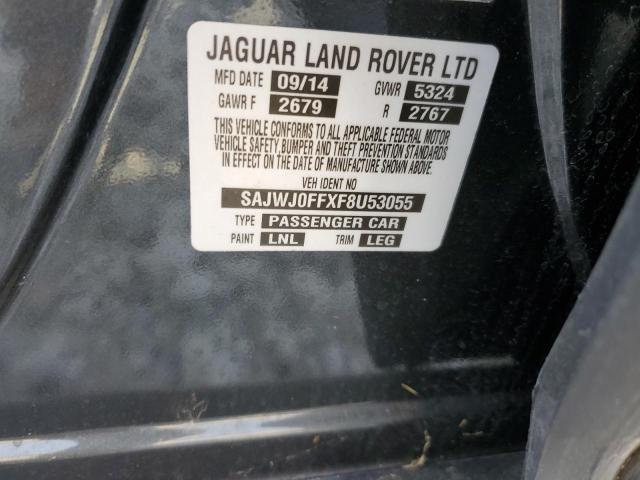 JAGUAR LAND ROVER LTD
MFD DATE 09/14 GVWR 5324
GAWR F 2679 R 2767
THIS VEHICLE CONFORMS TO ALL APPLICABLE FEDERAL MOTOR
VEHICLE SAFETY, BUMPER AND THEFT PREVENTION STANDARDS
IN EFFECT ON THE DATE OF MANUFACTURE SHOWN ABOVE.
VEH IDENT NO
SAJWJ0FFXF8U53055
TYPE PASSENGER CAR
PAINT LNL TRIM LEG